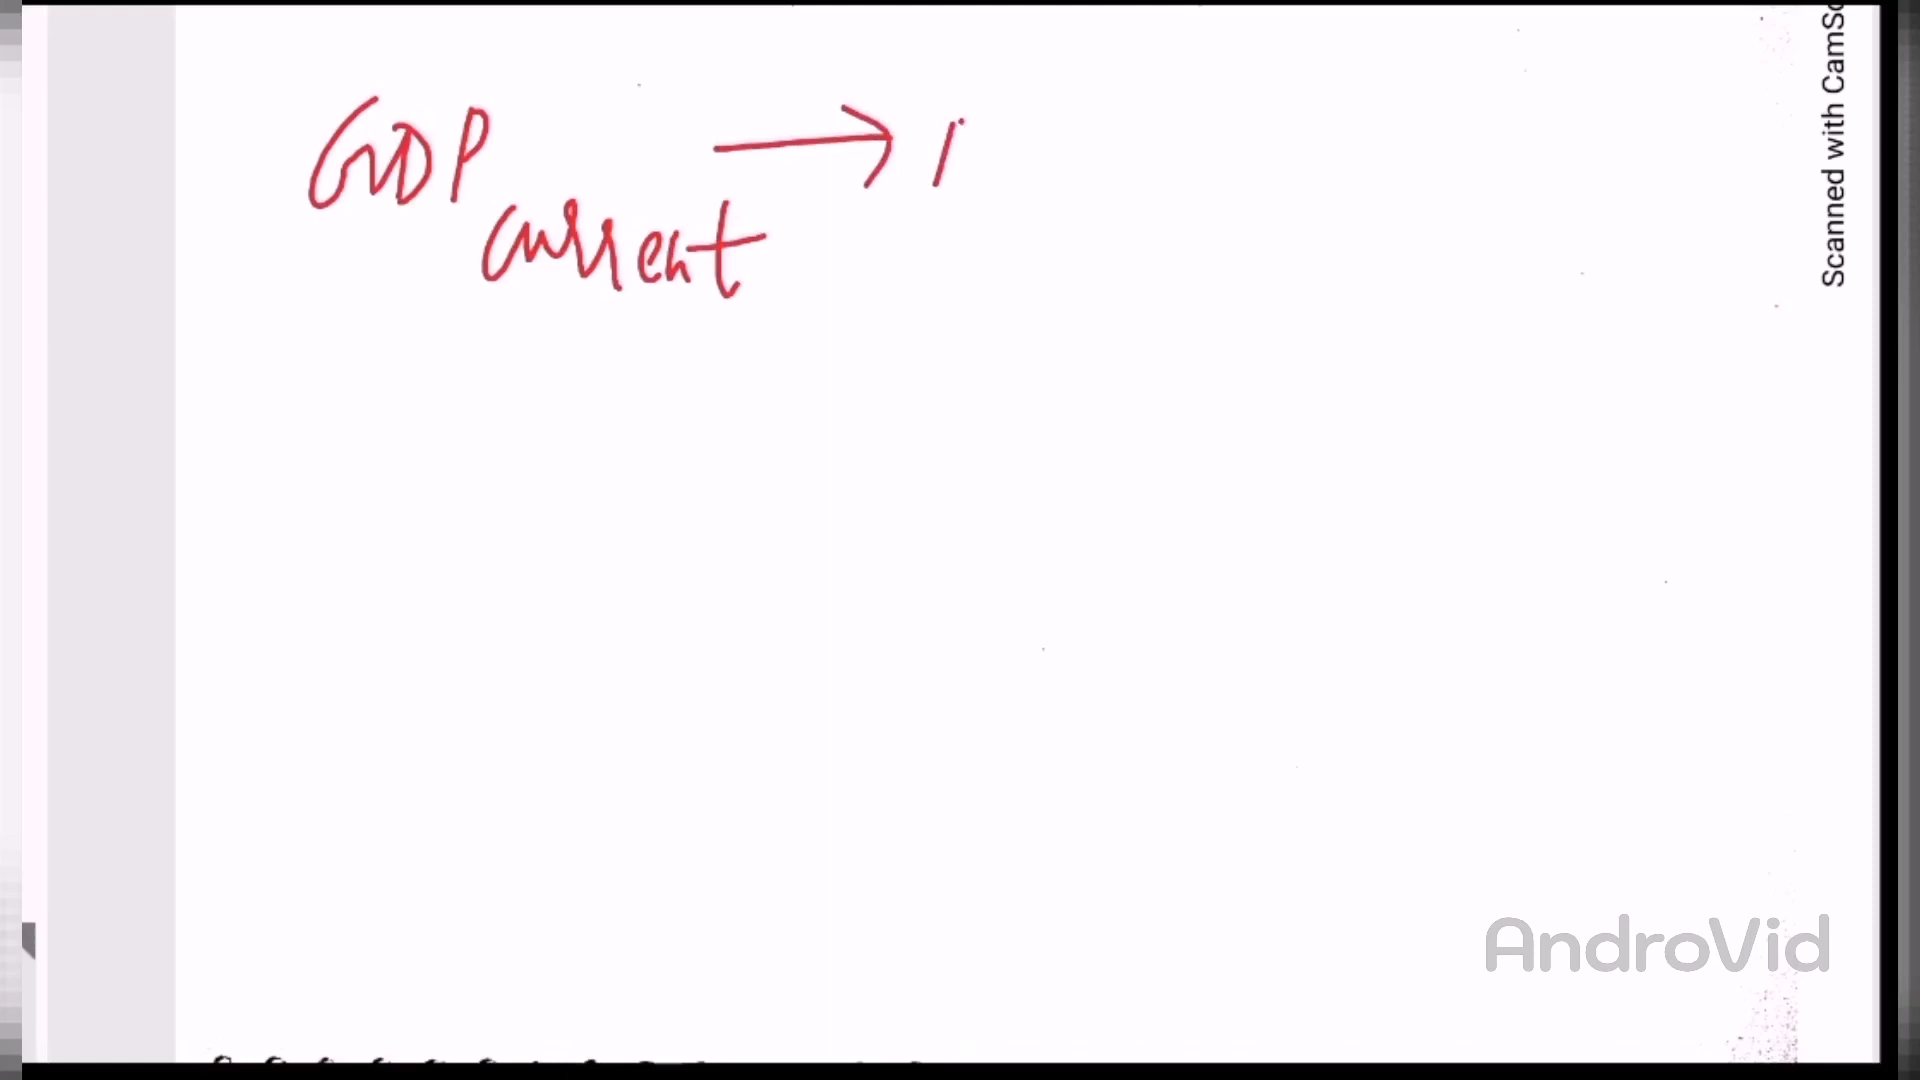 GDP current →
Scanned with CamSc
AndroVid